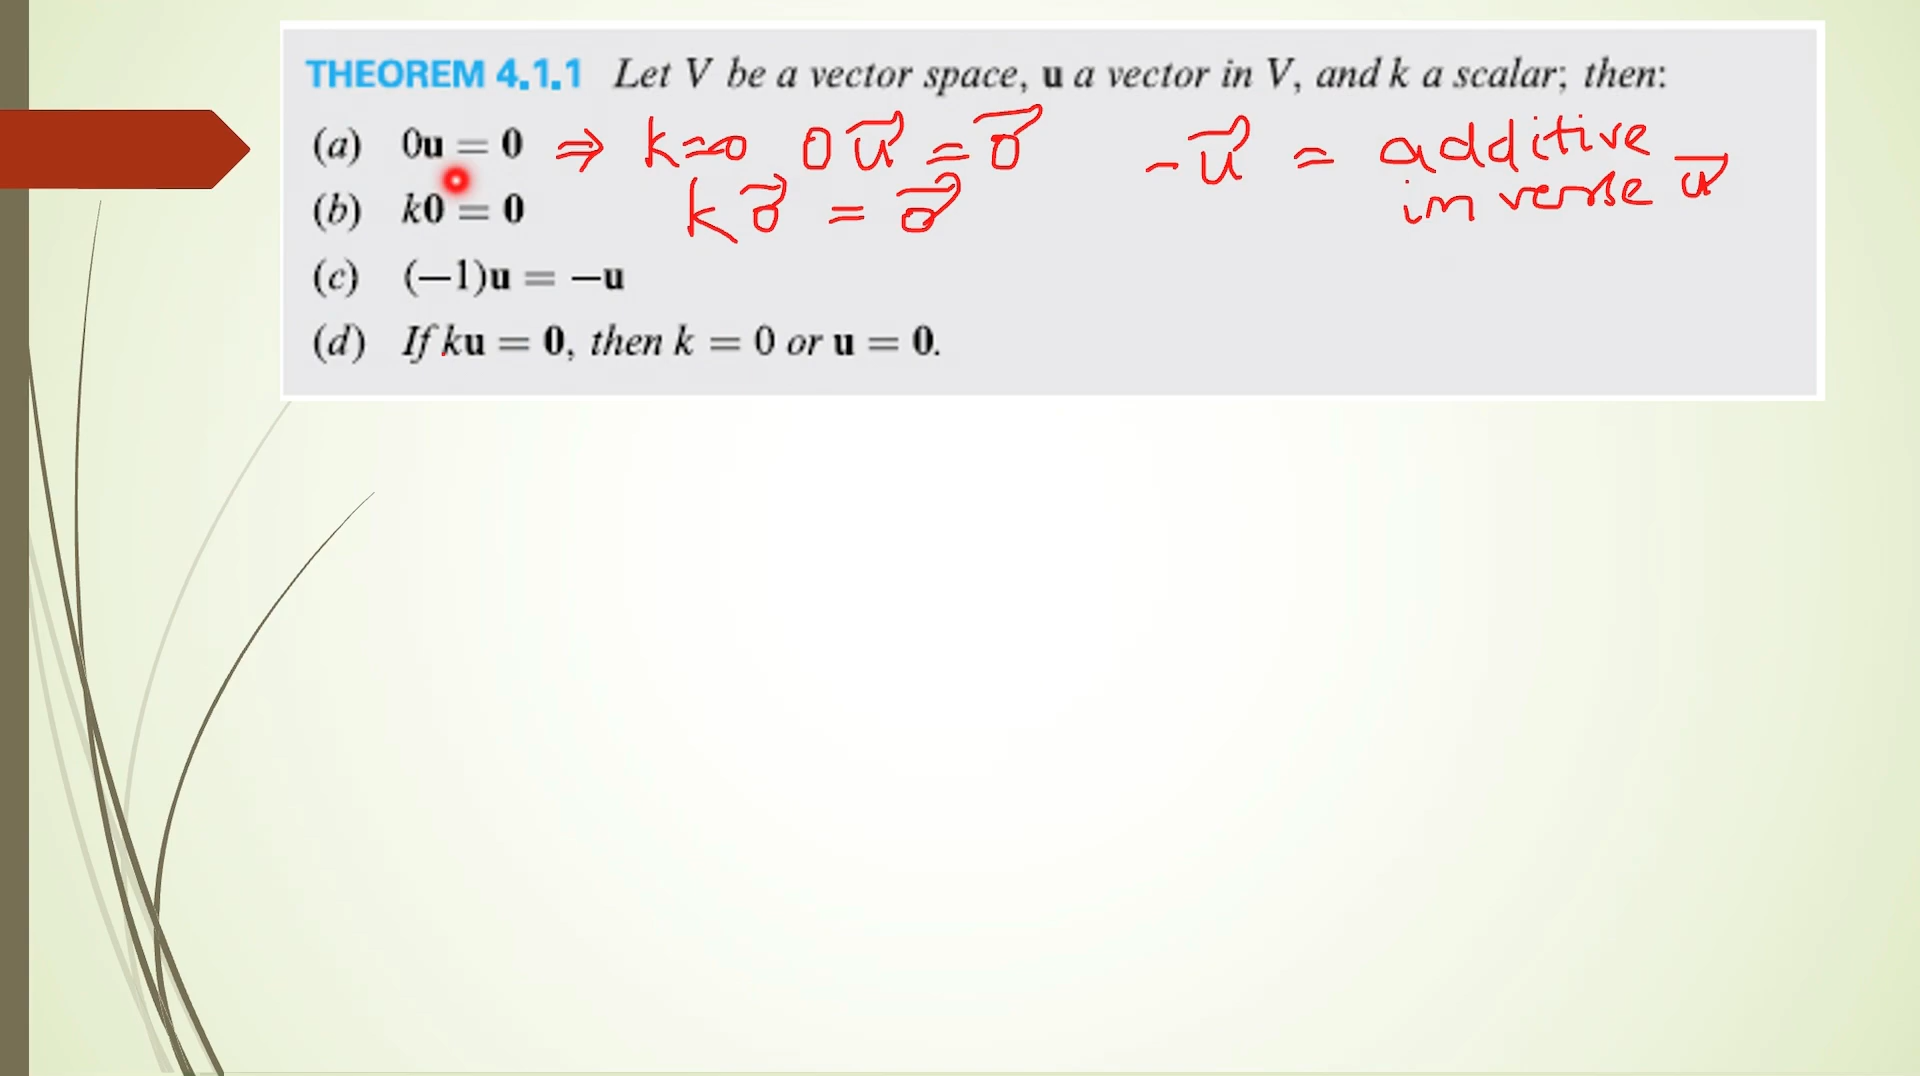 THEOREM 4.1.1 Let V be a vector space, u a vector in V, and k a scalar; then:
(a) 0u = 0 ⇒ k=0 0u⃗ = 0⃗ -u⃗ = additive
inverse u⃗
(b) k0 = 0 k0⃗ = 0⃗
(c) (−1)u = −u
(d) If ku = 0, then k = 0 or u = 0.